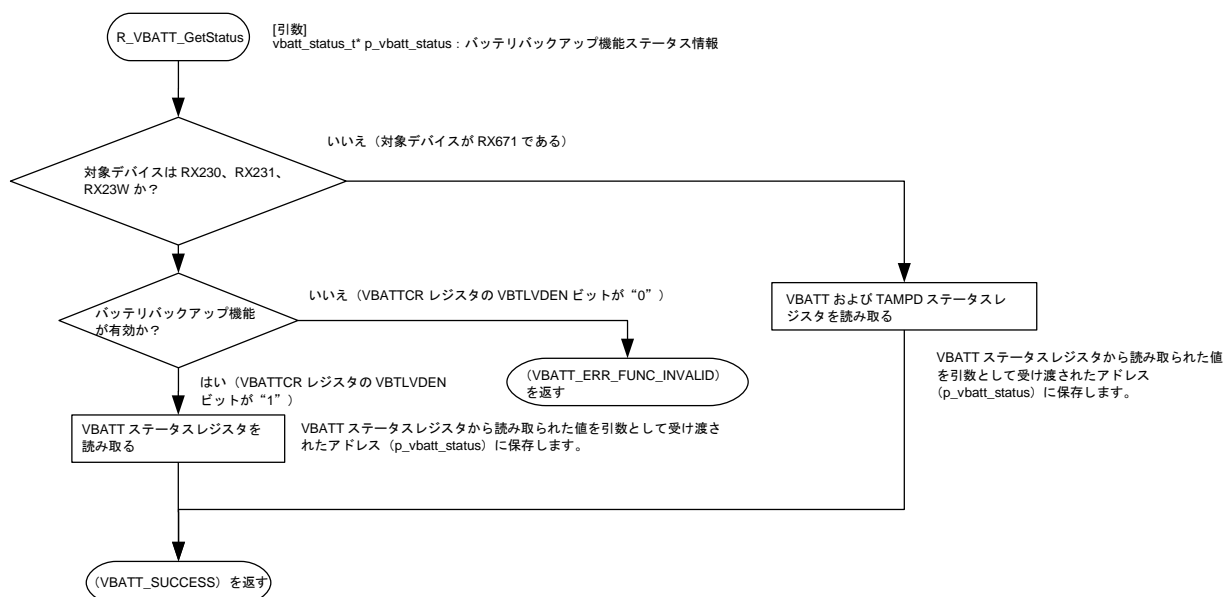 R_VBATT_GetStatus
[引数]
vbatt_status_t* p_vbatt_status：バッテリバックアップ機能ステータス情報
いいえ（対象デバイスが RX671 である）
対象デバイスは RX230、RX231、
RX23W か？
バッテリバックアップ機能
が有効か？
いいえ（VBATTCR レジスタの VBTLVDEN ビットが“0”）
VBATT および TAMPD ステータスレ
ジスタを読み取る
（VBATT_ERR_FUNC_INVALID）
を返す
VBATT ステータスレジスタから読み取られた値
を引数として受け渡されたアドレス
（p_vbatt_status）に保存します。
はい（VBATTCR レジスタの VBTLVDEN
ビットが“1”）
VBATT ステータスレジスタを
読み取る
VBATT ステータスレジスタから読み取られた値を引数として受け渡さ
れたアドレス（p_vbatt_status）に保存します。
（VBATT_SUCCESS）を返す